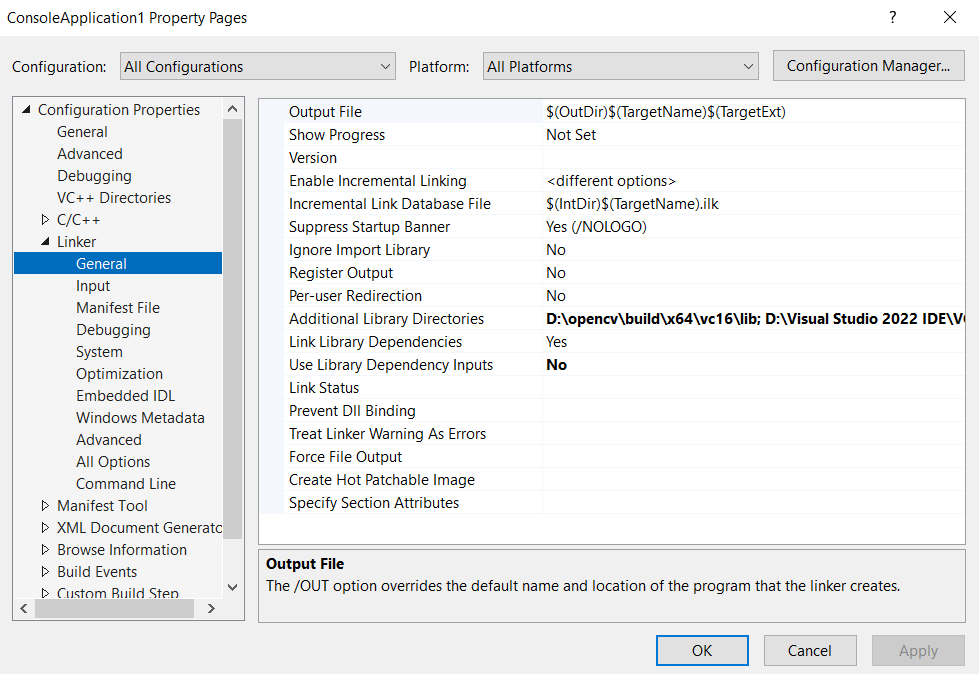 ConsoleApplication1 Property Pages
?
Configuration: All Configurations Platform: All Platforms Configuration Manager...
Configuration Properties
General
Advanced
Debugging
VC++ Directories
C/C++
Linker
General
Input
Manifest File
Debugging
System
Optimization
Embedded IDL
Windows Metadata
Advanced
All Options
Command Line
Manifest Tool
XML Document Generato
Browse Information
Build Events
Custom Build Step
Output File $(OutDir)$(TargetName)$(TargetExt)
Show Progress Not Set
Version
Enable Incremental Linking <different options>
Incremental Link Database File $(IntDir)$(TargetName).ilk
Suppress Startup Banner Yes (/NOLOGO)
Ignore Import Library No
Register Output No
Per-user Redirection No
Additional Library Directories D:\opencv\build\x64\vc16\lib; D:\Visual Studio 2022 IDE\V
Link Library Dependencies Yes
Use Library Dependency Inputs No
Link Status
Prevent Dll Binding
Treat Linker Warning As Errors
Force File Output
Create Hot Patchable Image
Specify Section Attributes
Output File
The /OUT option overrides the default name and location of the program that the linker creates.
OK Cancel Apply